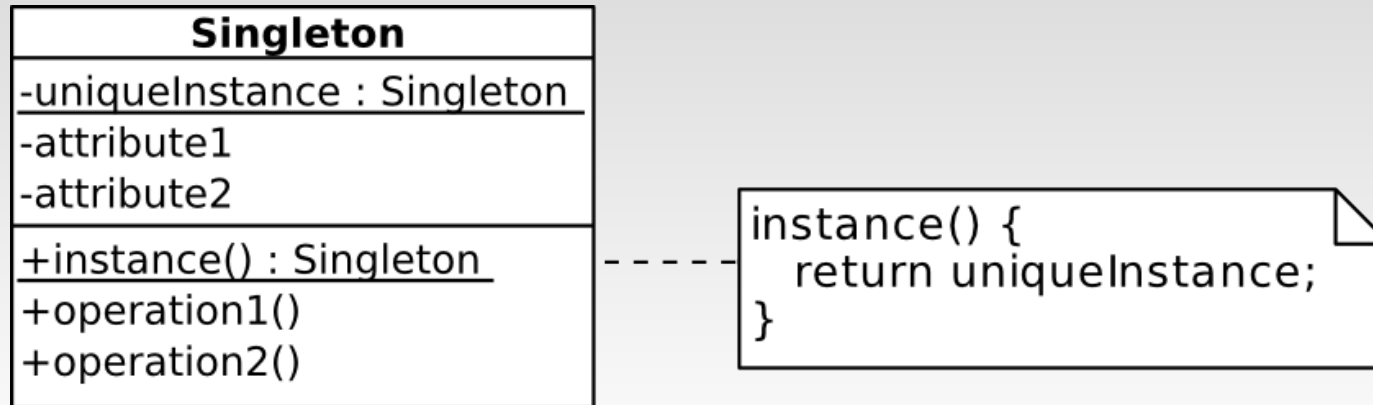 Singleton
-uniqueInstance : Singleton
-attribute1
-attribute2
+instance() : Singleton
+operation1()
+operation2()
instance() {
return uniqueInstance;
}